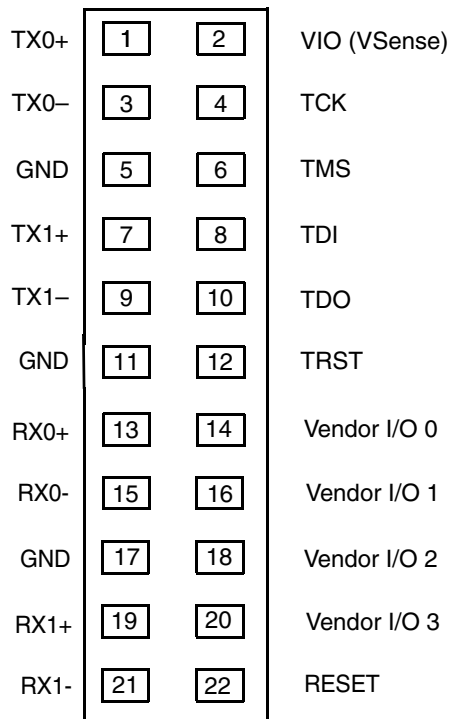 TX0+ 1 2 VIO (VSense)
TX0– 3 4 TCK
GND 5 6 TMS
TX1+ 7 8 TDI
TX1– 9 10 TDO
GND 11 12 TRST
RX0+ 13 14 Vendor I/O 0
RX0- 15 16 Vendor I/O 1
GND 17 18 Vendor I/O 2
RX1+ 19 20 Vendor I/O 3
RX1- 21 22 RESET